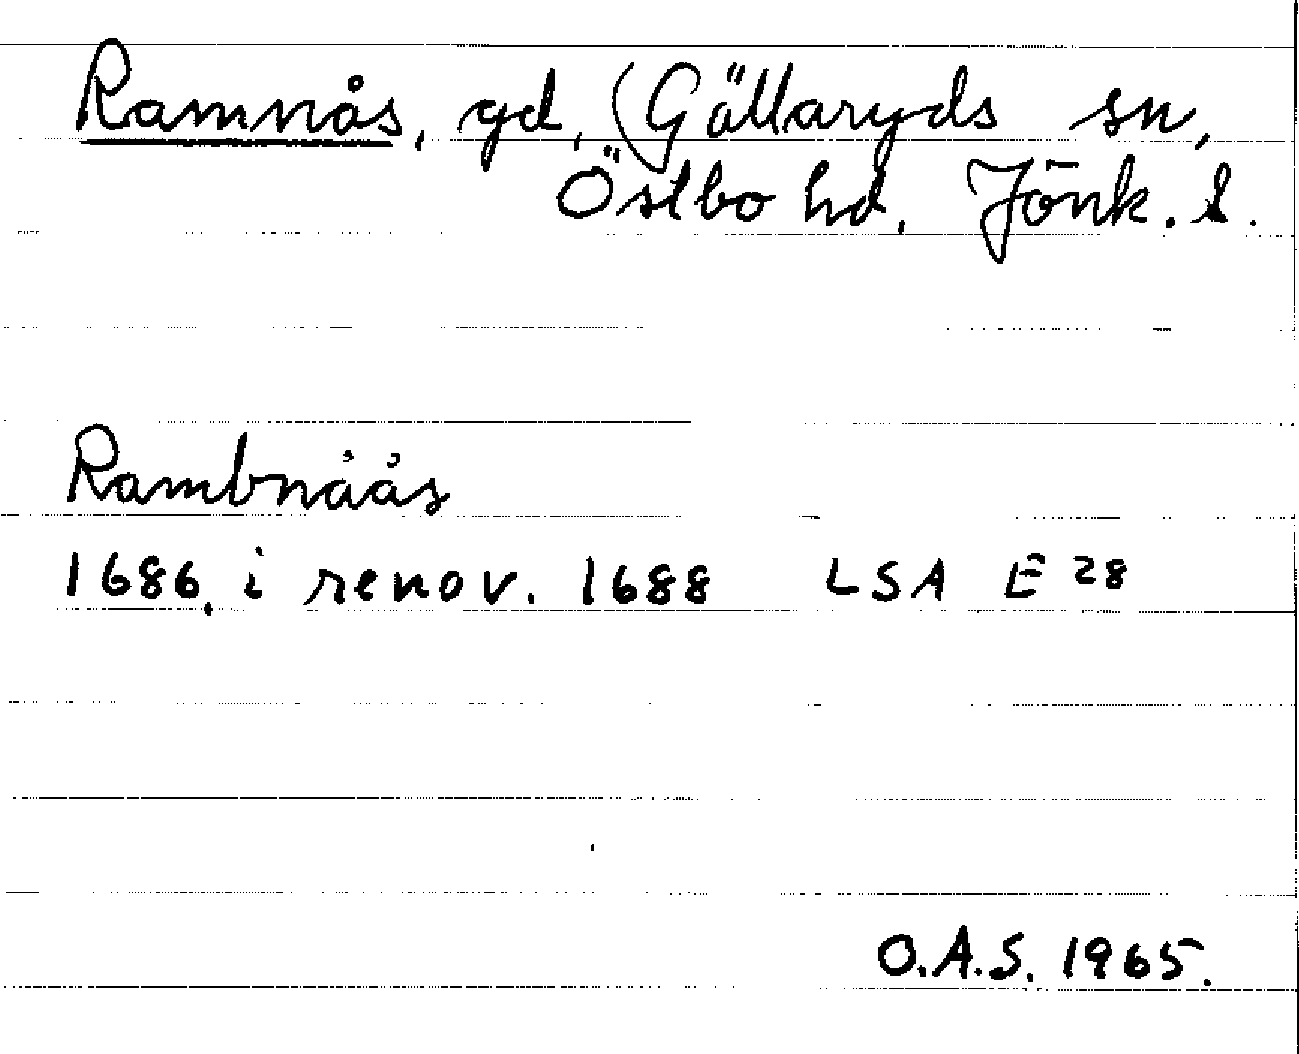 Ramnås, gd, (Gällaryds sn,
Östbo hd, Jönk. l.
Rambnåås
1686, i renov. 1688 LSA E 28
O.A.S. 1965.